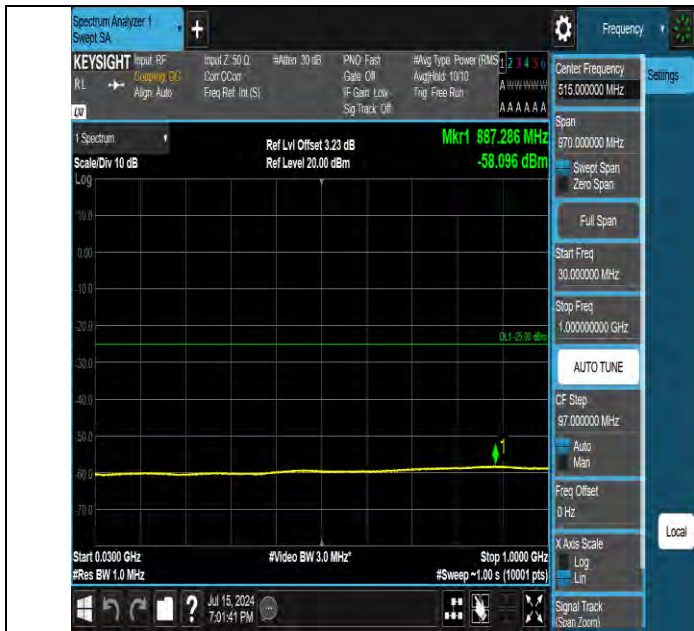 Spectrum Analyzer 1
Swept SA
+
Frequency
KEYSIGHT
RL
LXI
Input: RF
Coupling: DC
Align: Auto
Input Z: 50 Ω
Corr CCorr
Freq Ref: Int (S)
#Atten: 30 dB
PNO: Fast
Gate: Off
IF Gain: Low
Sig Track: Off
#Avg Type: Power (RMS
Avg|Hold: 10/10
Trig: Free Run
1 2 3 4 5 6
A W W W W W
A A A A A A
1 Spectrum
Scale/Div 10 dB
Ref Lvl Offset 3.23 dB
Ref Level 20.00 dBm
Mkr1 887.286 MHz
-58.096 dBm
Log
10.0
0.00
-10.0
-20.0
DL1 -25.00 dBm
-30.0
-40.0
-50.0
1
-60.0
-70.0
Start 0.0300 GHz
#Res BW 1.0 MHz
#Video BW 3.0 MHz*
Stop 1.0000 GHz
#Sweep ~1.00 s (10001 pts)
Center Frequency
515.000000 MHz
Settings
Span
970.000000 MHz
Swept Span
Zero Span
Full Span
Start Freq
30.000000 MHz
Stop Freq
1.000000000 GHz
AUTO TUNE
CF Step
97.000000 MHz
Auto
Man
Freq Offset
0 Hz
X Axis Scale
Log
Lin
Local
Signal Track
(Span Zoom)
?
Jul 15, 2024
7:01:41 PM